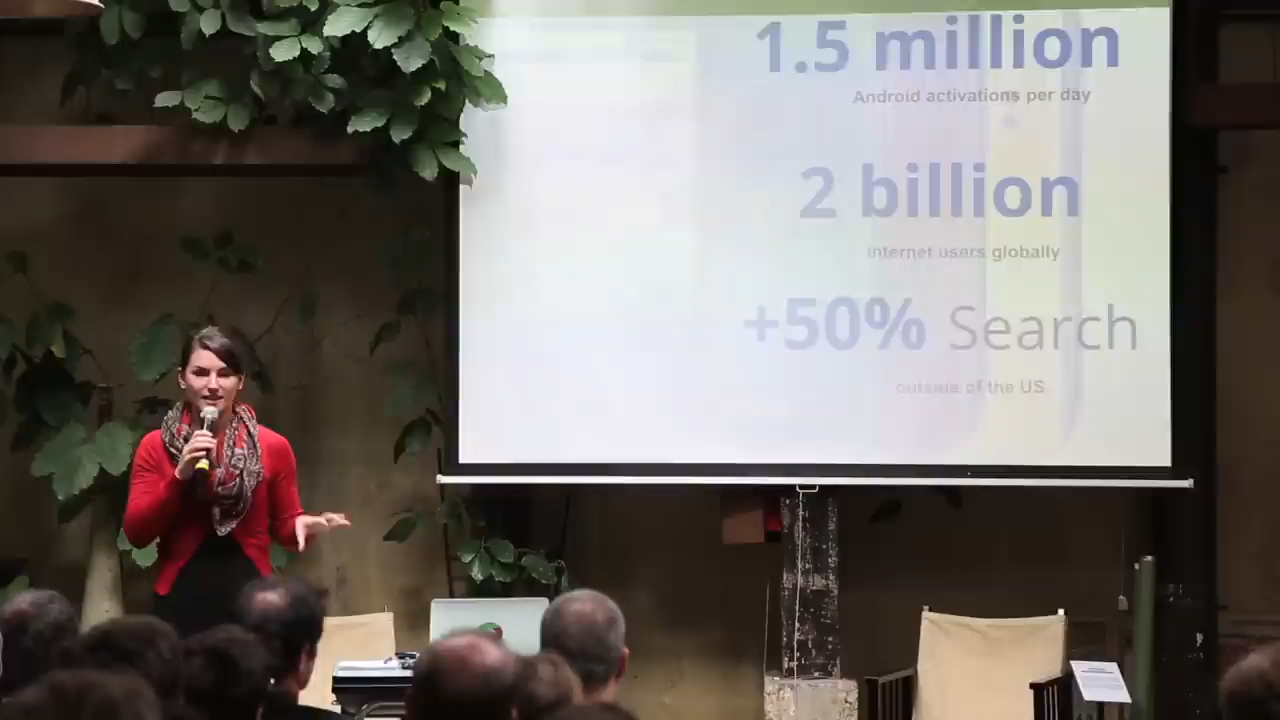 1.5 million
Android activations per day
2 billion
internet users globally
+50% Search
outside of the US